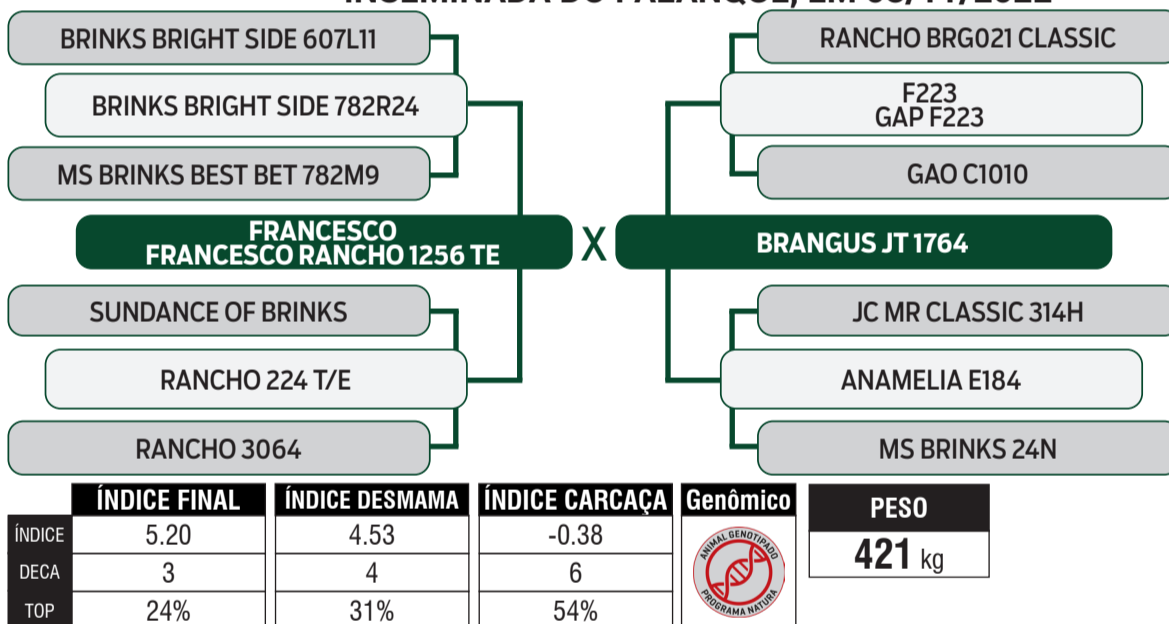 BRINKS BRIGHT SIDE 607L11
BRINKS BRIGHT SIDE 782R24
MS BRINKS BEST BET 782M9
FRANCESCO
FRANCESCO RANCHO 1256 TE
SUNDANCE OF BRINKS
RANCHO 224 T/E
RANCHO 3064
X
RANCHO BRG021 CLASSIC
F223
GAP F223
GAO C1010
BRANGUS JT 1764
JC MR CLASSIC 314H
ANAMELIA E184
MS BRINKS 24N
ÍNDICE FINAL ÍNDICE DESMAMA ÍNDICE CARCAÇA Genômico PESO
ÍNDICE 5.20 4.53 -0.38 421 kg
DECA 3 4 6
TOP 24% 31% 54%
ANIMAL GENOTIPADO
PROGRAMA NATURA